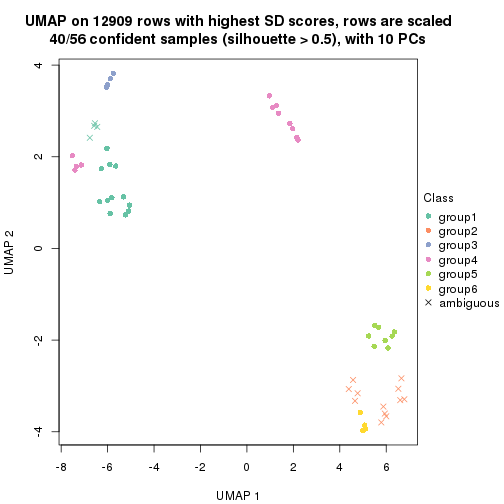 UMAP on 12909 rows with highest SD scores, rows are scaled
40/56 confident samples (silhouette > 0.5), with 10 PCs
4
2
0
-2
-4
UMAP 2
-8
-6
-4
-2
0
2
4
6
UMAP 1
Class
group1
group2
group3
group4
group5
group6
ambiguous